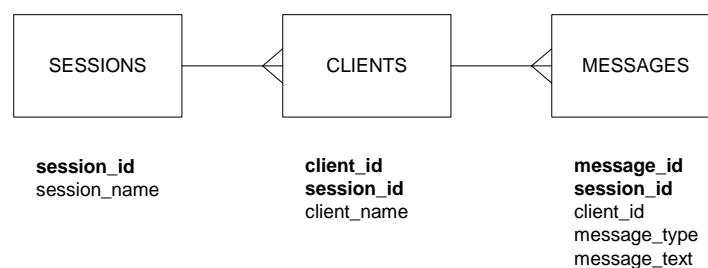 SESSIONS
CLIENTS
MESSAGES
session_id
session_name
client_id
session_id
client_name
message_id
session_id
client_id
message_type
message_text